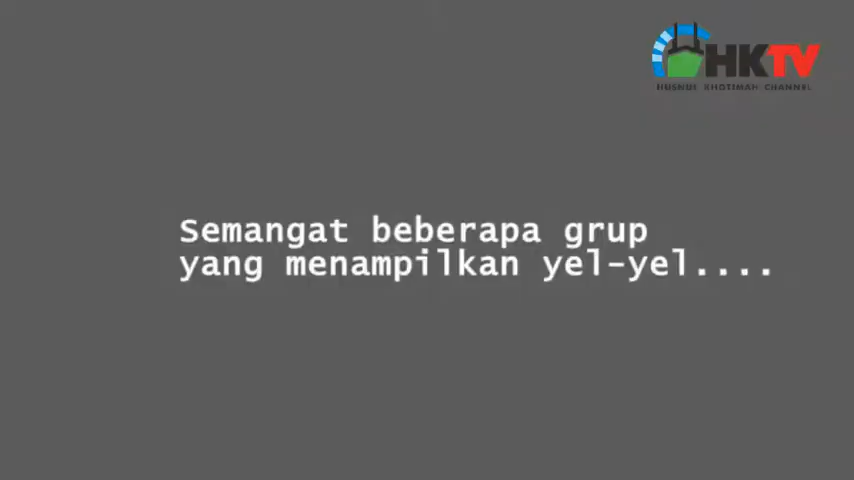 HKTV
HUSNUL KHOTIMAH CHANNEL
Semangat beberapa grup
yang menampilkan yel-yel....